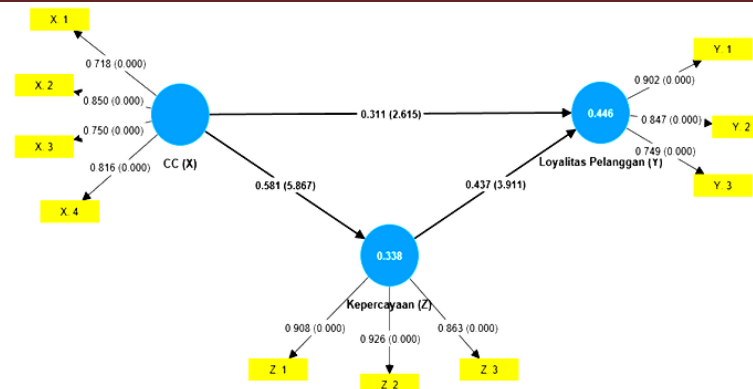 X. 1
X. 2
X. 3
X. 4
0.718 (0.000)
0.850 (0.000)
0.750 (0.000)
0.816 (0.000)
CC (X)
0.311 (2.615)
0.581 (5.867)
0.437 (3.911)
0.446
Loyalitas Pelanggan (Y)
0.902 (0.000)
0.847 (0.000)
0.749 (0.000)
Y. 1
Y. 2
Y. 3
0.338
Kepercayaan (Z)
0.908 (0.000)
0.926 (0.000)
0.863 (0.000)
Z. 1
Z. 2
Z. 3